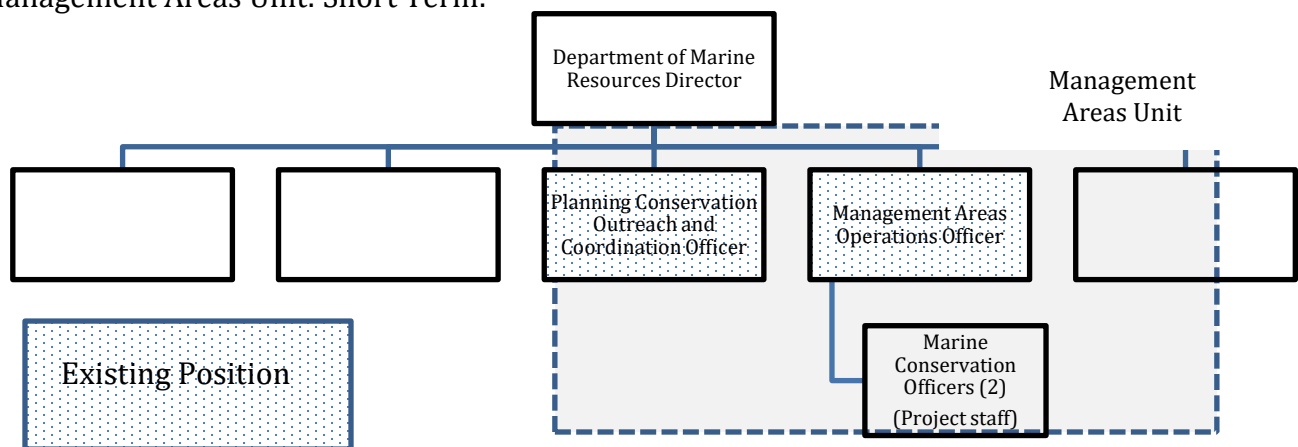 Management Areas Unit: Short Term:
Department of Marine
Resources Director
Management
Areas Unit
Planning Conservation
Outreach and
Coordination Officer
Management Areas
Operations Officer
Existing Position
Marine
Conservation
Officers (2)
(Project staff)